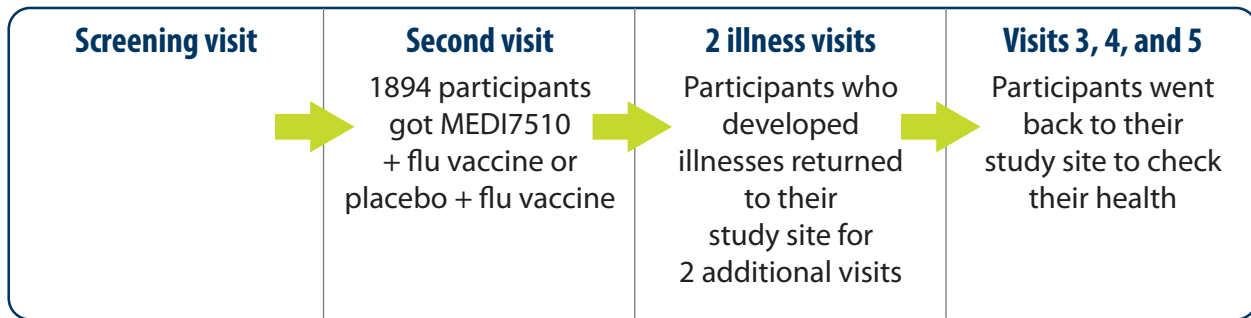 Screening visit
Second visit
1894 participants
got MEDI7510
+ flu vaccine or
placebo + flu vaccine
2 illness visits
Participants who
developed
illnesses returned
to their
study site for
2 additional visits
Visits 3, 4, and 5
Participants went
back to their
study site to check
their health